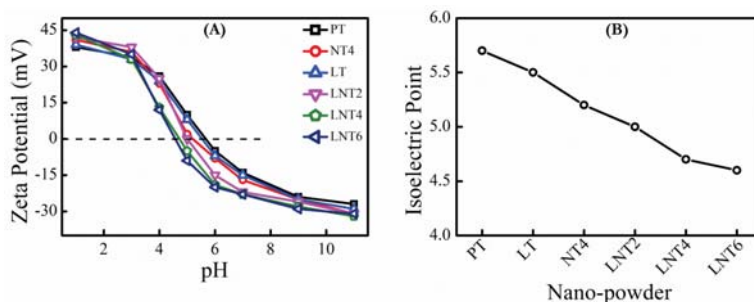 (A)
PT
NT4
LT
LNT2
LNT4
LNT6
Zeta Potential (mV)
45
30
15
0
-15
-30
2 4 6 8 10
pH
(B)
Isoelectric Point
6.0
5.5
5.0
4.5
4.0
PT LT NT4 LNT2 LNT4 LNT6
Nano-powder